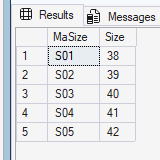 Results Messages
MaSize Size
1 S01 38
2 S02 39
3 S03 40
4 S04 41
5 S05 42